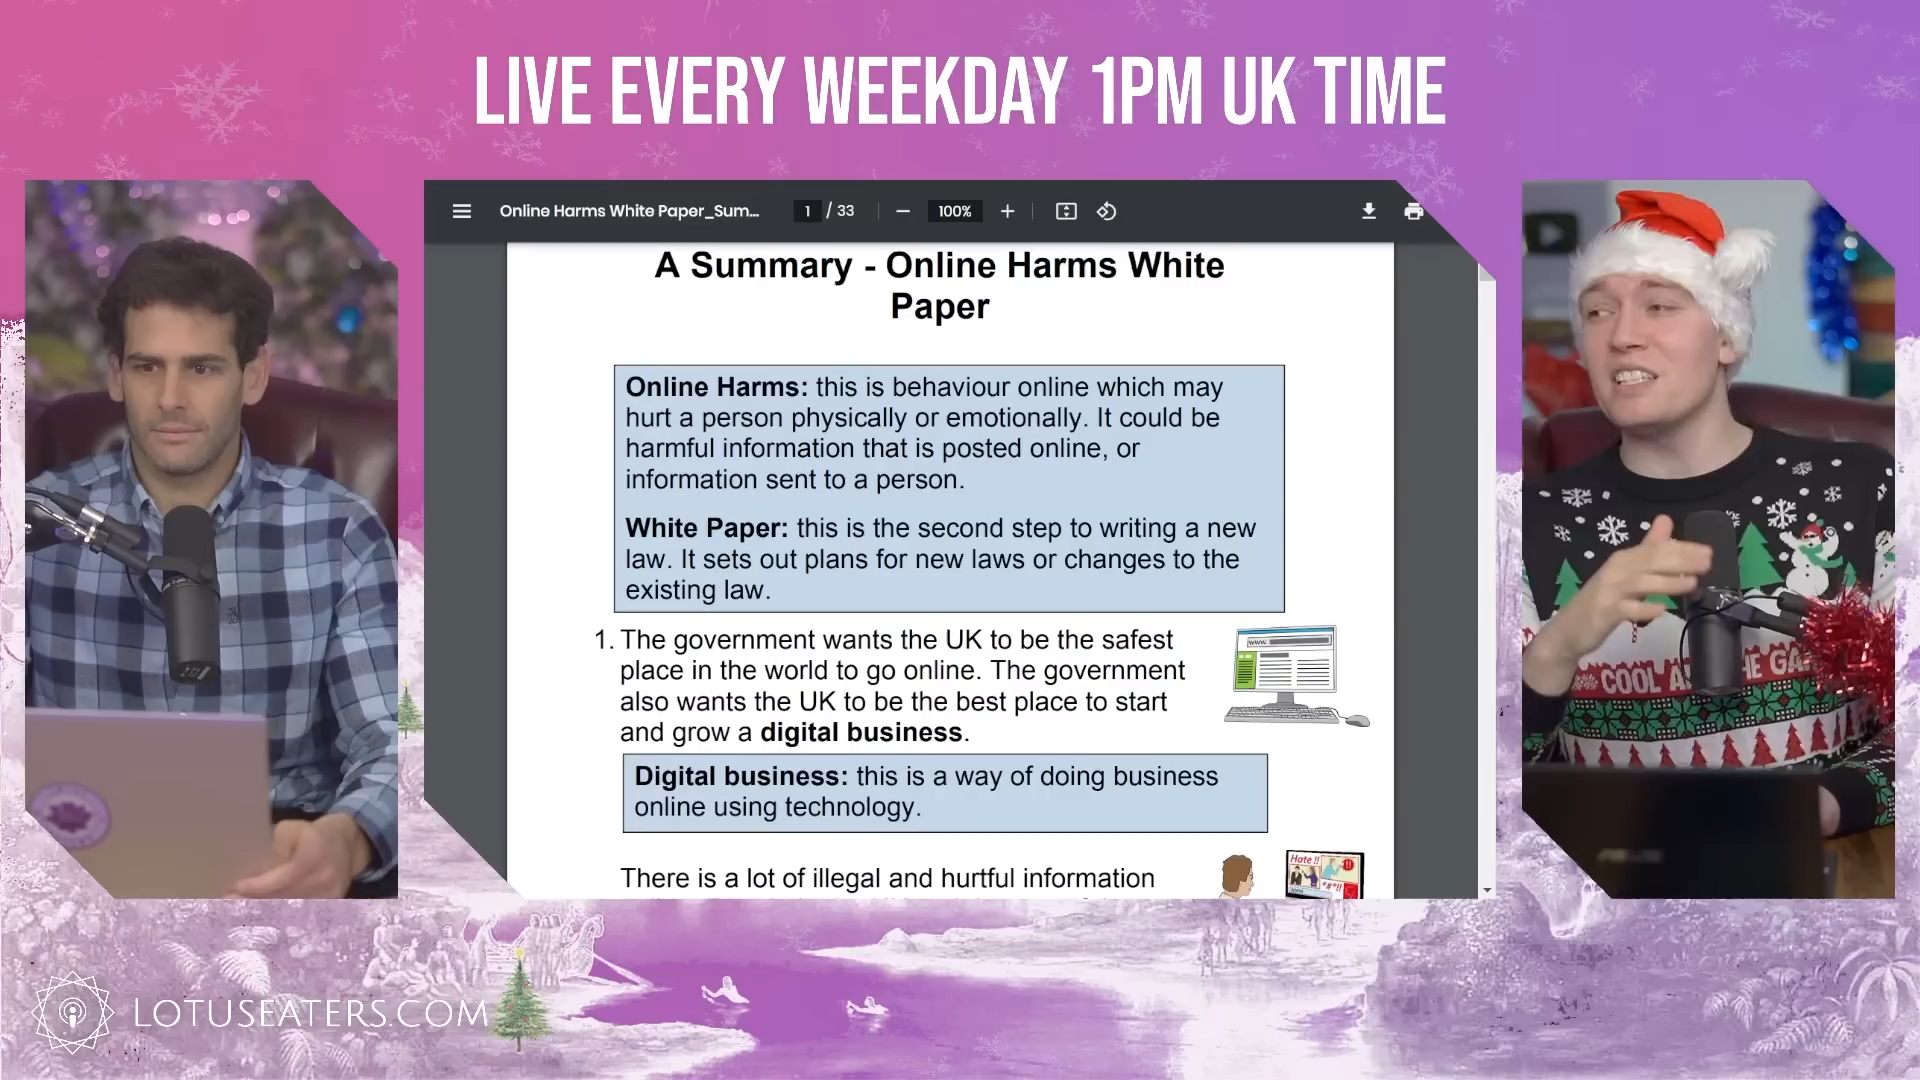 LIVE EVERY WEEKDAY 1PM UK TIME
Online Harms White Paper_Sum...
1 / 33
100%
A Summary - Online Harms White
Paper
Online Harms: this is behaviour online which may
hurt a person physically or emotionally. It could be
harmful information that is posted online, or
information sent to a person.
White Paper: this is the second step to writing a new
law. It sets out plans for new laws or changes to the
existing law.
1. The government wants the UK to be the safest
place in the world to go online. The government
also wants the UK to be the best place to start
and grow a digital business.
www.
Digital business: this is a way of doing business
online using technology.
There is a lot of illegal and hurtful information
Hate !!
COOL AS THE GA
LOTUSEATERS.COM